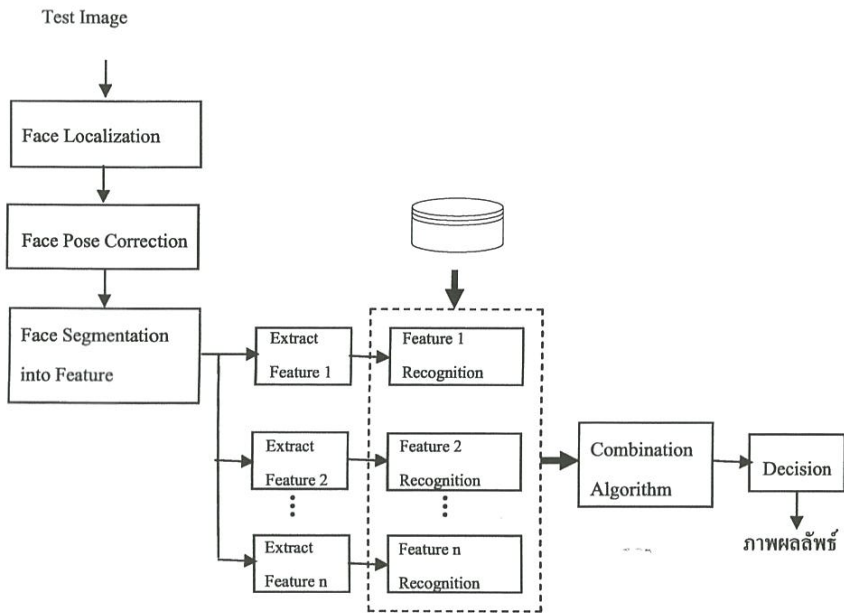 Test Image
Face Localization
Face Pose Correction
Face Segmentation
into Feature
Extract
Feature 1
Feature 1
Recognition
Extract
Feature 2
Feature 2
Recognition
Extract
Feature n
Feature n
Recognition
Combination
Algorithm
Decision
ภาพผลลัพธ์